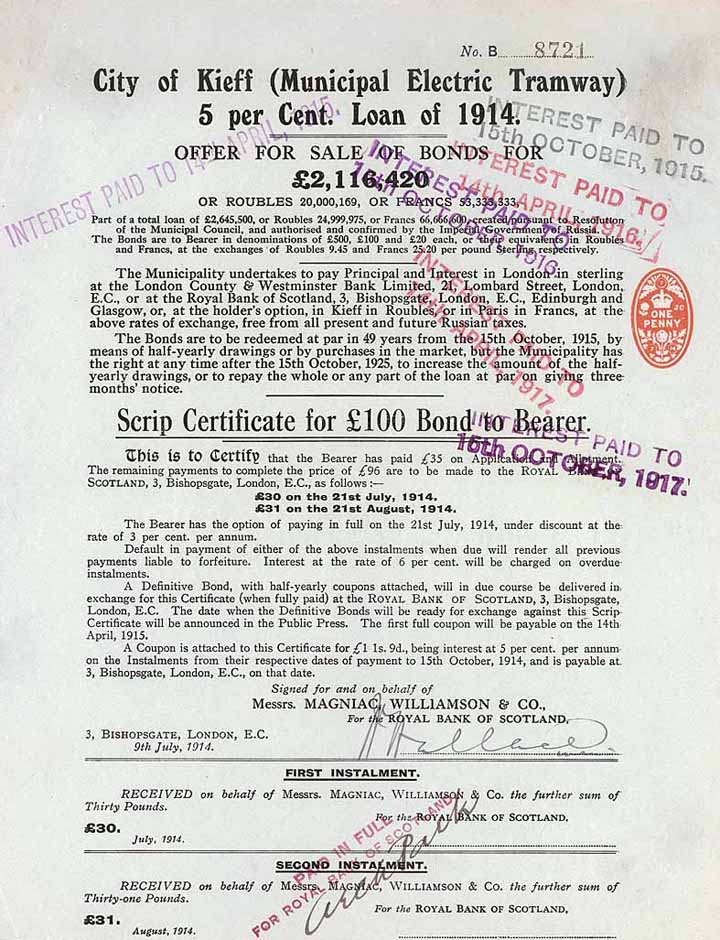 No. B 8721
City of Kieff (Municipal Electric Tramway)
5 per Cent. Loan of 1914.
INTEREST PAID TO 14TH APRIL, 1915.
INTEREST PAID TO
15th OCTOBER, 1915.
OFFER FOR SALE OF BONDS FOR
INTEREST PAID TO
14th APRIL, 1916.
INTEREST PAID TO
15th OCTOBER 1916.
£2,116,420
OR ROUBLES 20,000,169, OR FRANCS 53,333,333,
Part of a total loan of £2,645,500, or Roubles 24,999,975, or Francs 66,666,600, created pursuant to Resolution
of the Municipal Council, and authorised and confirmed by the Imperial Government of Russia.
The Bonds are to Bearer in denominations of £500, £100 and £20 each, or their equivalent in Roubles
and Francs, at the exchanges of Roubles 9.45 and Francs 25.20 per pound Sterling, respectively.
The Municipality undertakes to pay Principal and Interest in London in sterling
at the London County & Westminster Bank Limited, 21, Lombard Street, London,
E.C., or at the Royal Bank of Scotland, 3, Bishopsgate, London, E.C., Edinburgh and
Glasgow, or, at the holder's option, in Kieff in Roubles, or in Paris in Francs, at the
above rates of exchange, free from all present and future Russian taxes.
ONE
PENNY
INTEREST PAID TO
14th APRIL, 1917.
The Bonds are to be redeemed at par in 49 years from the 15th October, 1915, by
means of half-yearly drawings or by purchases in the market, but the Municipality has
the right at any time after the 15th October, 1925, to increase the amount of the half-
yearly drawings, or to repay the whole or any part of the loan at par on giving three
months' notice.
Scrip Certificate for £100 Bond to Bearer.
INTEREST PAID TO
15th OCTOBER, 1917.
This is to Certify that the Bearer has paid £35 on Application and Allotment.
The remaining payments to complete the price of £96 are to be made to the ROYAL BANK OF
SCOTLAND, 3, Bishopsgate, London, E.C., as follows :—
£30 on the 21st July, 1914.
£31 on the 21st August, 1914.
The Bearer has the option of paying in full on the 21st July, 1914, under discount at the
rate of 3 per cent. per annum.
Default in payment of either of the above instalments when due will render all previous
payments liable to forfeiture. Interest at the rate of 6 per cent. will be charged on overdue
instalments.
A Definitive Bond, with half-yearly coupons attached, will in due course be delivered in
exchange for this Certificate (when fully paid) at the ROYAL BANK OF SCOTLAND, 3, Bishopsgate,
London, E.C. The date when the Definitive Bonds will be ready for exchange against this Scrip
Certificate will be announced in the Public Press. The first full coupon will be payable on the 14th
April, 1915.
A Coupon is attached to this Certificate for £1 1s. 9d., being interest at 5 per cent. per annum
on the Instalments from their respective dates of payment to 15th October, 1914, and is payable at
3, Bishopsgate, London, E.C., on that date.
Signed for and on behalf of
Messrs. MAGNIAC, WILLIAMSON & CO.,
For the ROYAL BANK OF SCOTLAND.
3, BISHOPSGATE, LONDON, E.C.
9th July, 1914.
FIRST INSTALMENT.
RECEIVED on behalf of Messrs. MAGNIAC, WILLIAMSON & Co. the further sum of
Thirty Pounds.
For the ROYAL BANK OF SCOTLAND.
£30.
July, 1914.
PAID IN FULL
FOR ROYAL BANK OF SCOTLAND
SECOND INSTALMENT.
RECEIVED on behalf of Messrs. MAGNIAC, WILLIAMSON & Co. the further sum of
Thirty-one Pounds.
For the ROYAL BANK OF SCOTLAND.
£31.
August, 1914.